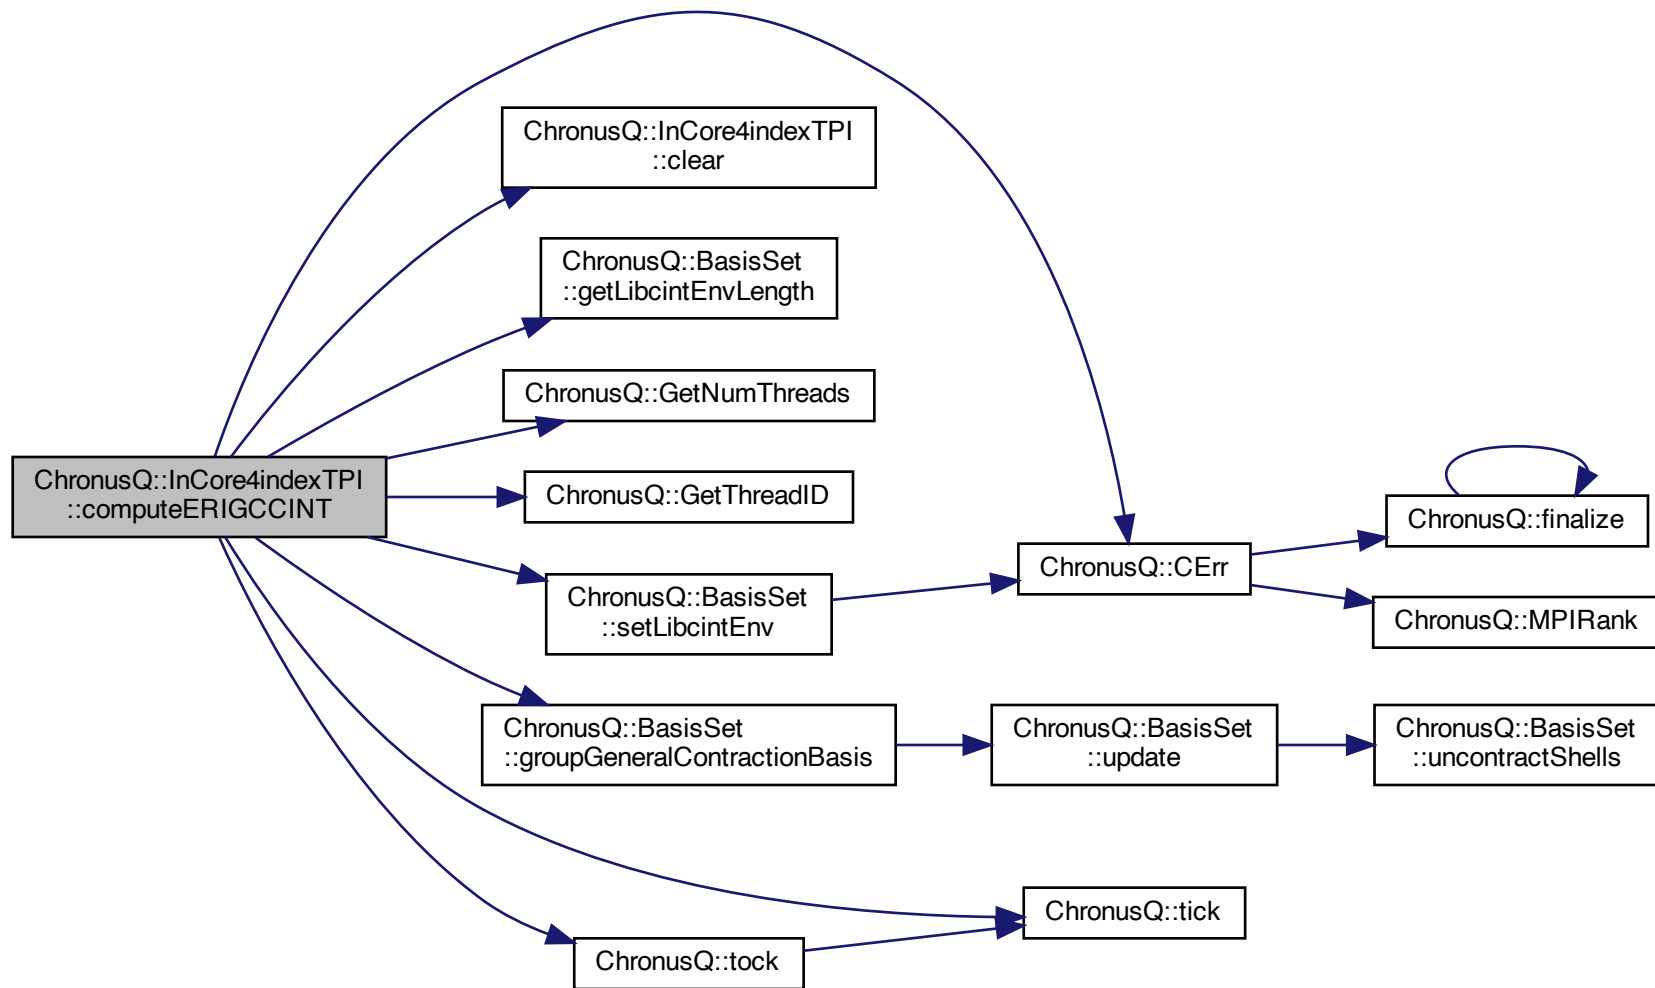 ChronusQ::InCore4indexTPI
::clear
ChronusQ::BasisSet
::getLibcintEnvLength
ChronusQ::GetNumThreads
ChronusQ::InCore4indexTPI
::computeERIGCCINT
ChronusQ::GetThreadID
ChronusQ::finalize
ChronusQ::CErr
ChronusQ::BasisSet
::setLibcintEnv
ChronusQ::MPIRank
ChronusQ::BasisSet
::groupGeneralContractionBasis
ChronusQ::BasisSet
::update
ChronusQ::BasisSet
::uncontractShells
ChronusQ::tick
ChronusQ::tock